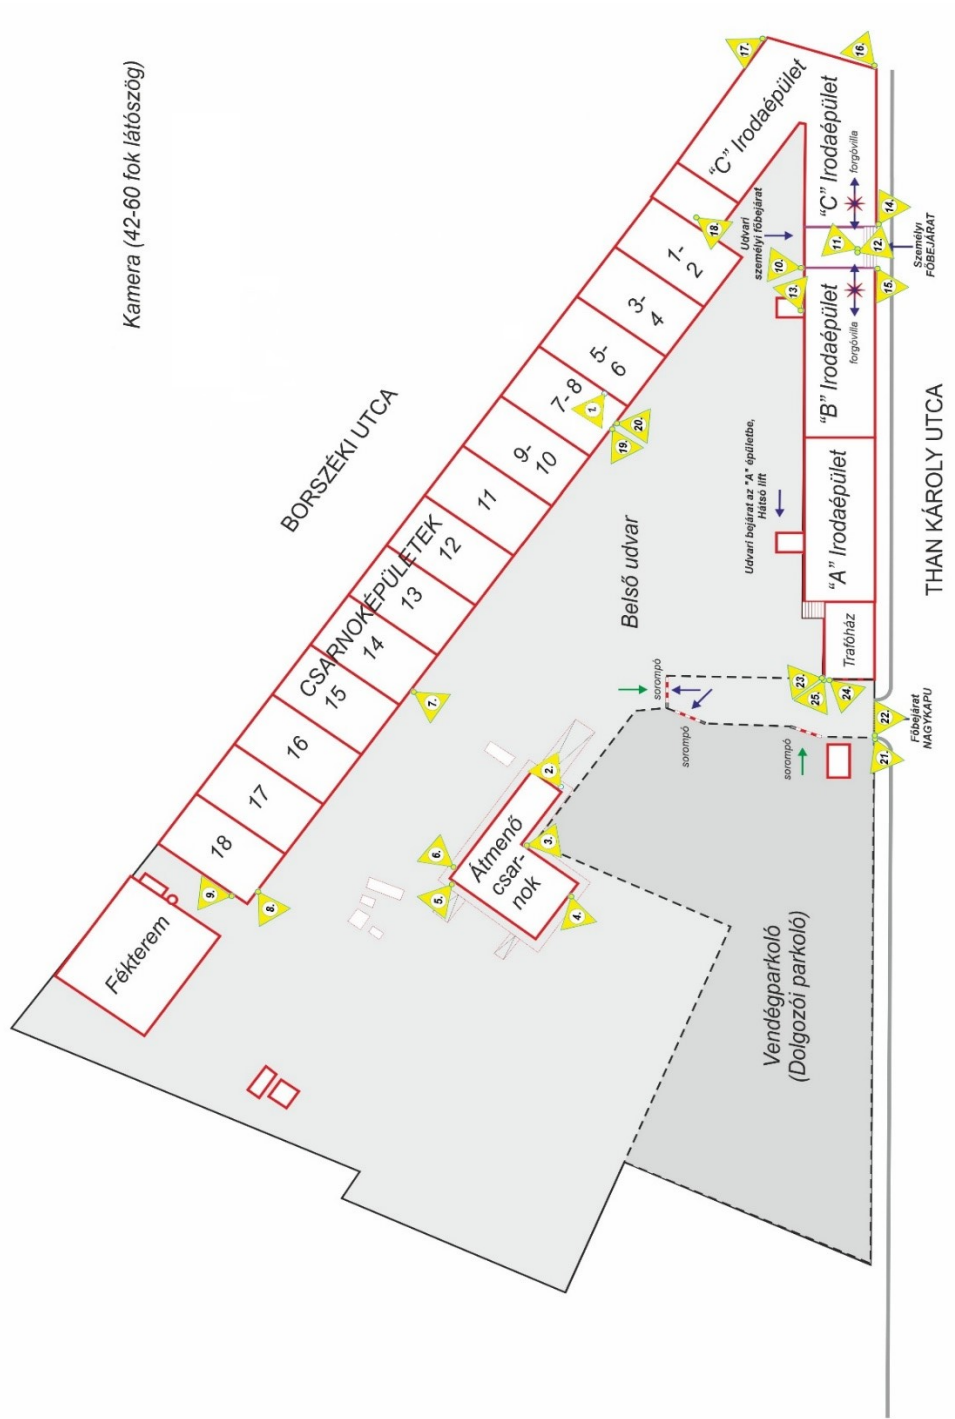 Kamera (42-60 fok látószög)
BORSZÉKI UTCA
THAN KÁROLY UTCA
CSARNOKÉPÜLETEK
Fékterem
18
17
16
15
14
13
12
11
9-
10
7- 8
5-
6
3-
4
1-
2
"C" Irodaépület
"C" Irodaépület
"B" Irodaépület
"A" Irodaépület
Trafóház
forgóvilla
forgóvilla
Udvari
személyi főbejárat
Személyi
FŐBEJÁRAT
Udvari bejárat az "A" épületbe,
Hátsó lift
Belső udvar
Átmenő
csar-
nok
sorompó
sorompó
sorompó
Főbejárat
NAGYKAPU
Vendégparkoló
(Dolgozói parkoló)
1.
2.
3.
4.
5.
6.
7.
8.
9.
10.
11.
12.
13.
14.
15.
16.
17.
18.
19.
20.
21.
22.
23.
24.
25.